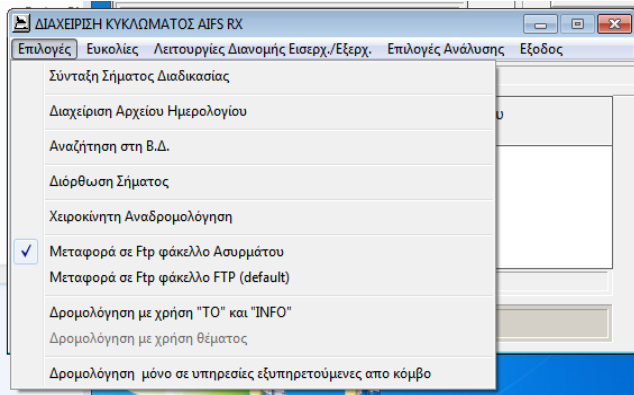 ΔΙΑΧΕΙΡΙΣΗ ΚΥΚΛΩΜΑΤΟΣ AIFS RX
Επιλογές Ευκολίες Λειτουργίες Διανομής Εισερχ./Εξερχ. Επιλογές Ανάλυσης Εξοδος
Σύνταξη Σήματος Διαδικασίας
Διαχείριση Αρχείου Ημερολογίου
Αναζήτηση στη Β.Δ.
Διόρθωση Σήματος
Χειροκίνητη Αναδρομολόγηση
Μεταφορά σε Ftp φάκελλο Ασυρμάτου
Μεταφορά σε Ftp φάκελλο FTP (default)
Δρομολόγηση με χρήση "TO" και "INFO"
Δρομολόγηση με χρήση θέματος
Δρομολόγηση μόνο σε υπηρεσίες εξυπηρετούμενες απο κόμβο